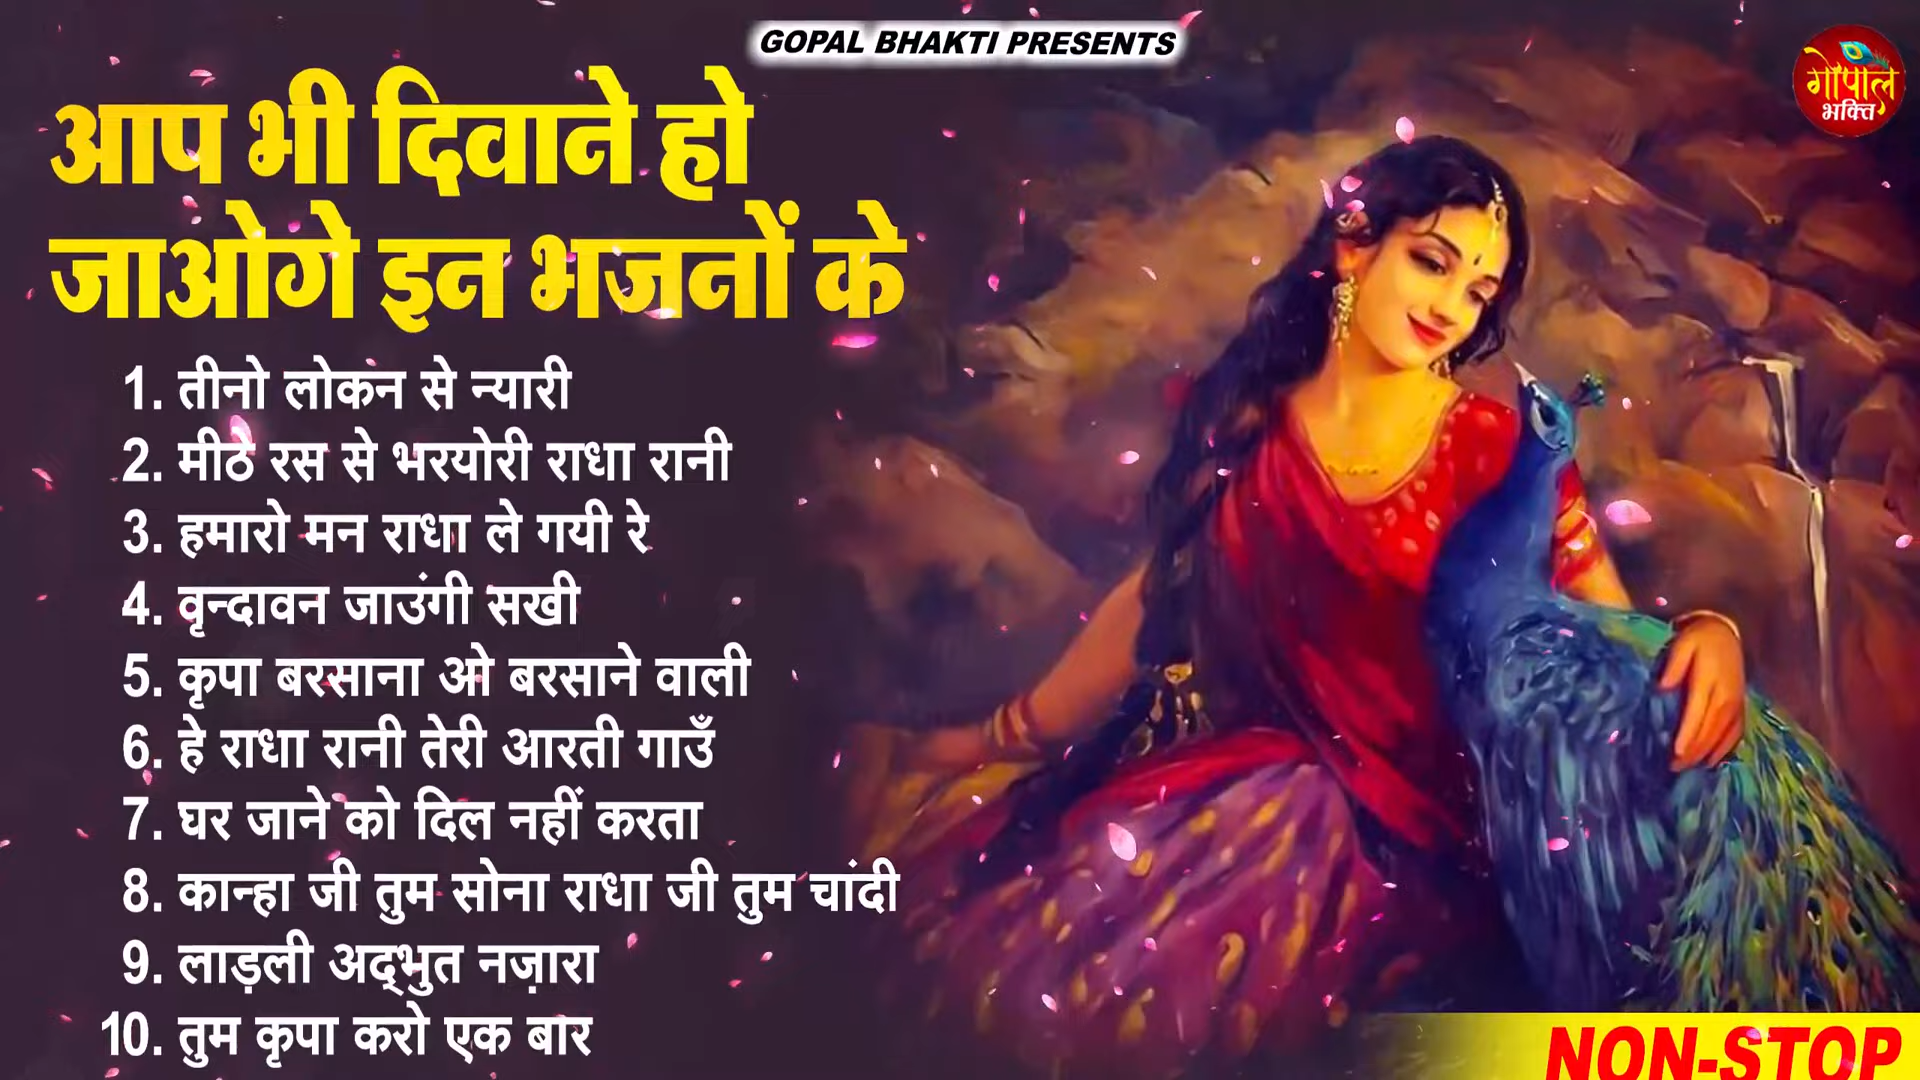 GOPAL BHAKTI PRESENTS
गोपाल
भक्ति
आप भी दिवाने हो
जाओगे इन भजनों के
1. तीनो लोकन से न्यारी
2. मीठे रस से भरयोरी राधा रानी
3. हमारो मन राधा ले गयी रे
4. वृन्दावन जाउंगी सखी
5. कृपा बरसाना ओ बरसाने वाली
6. हे राधा रानी तेरी आरती गाउँ
7. घर जाने को दिल नहीं करता
8. कान्हा जी तुम सोना राधा जी तुम चांदी
9. लाड़ली अद्‌भुत नज़ारा
10. तुम कृपा करो एक बार
NON-STOP